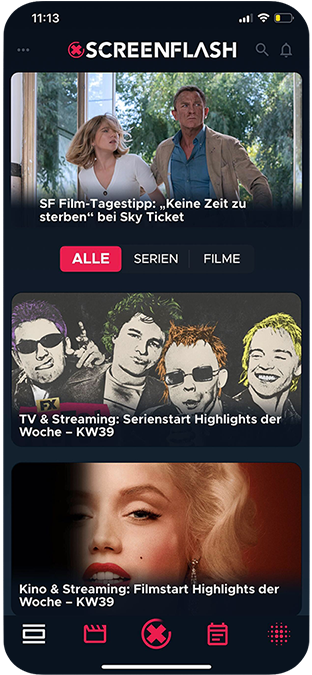 11:13
SCREENFLASH
SF Film-Tagestipp: „Keine Zeit zu
sterben“ bei Sky Ticket
ALLE SERIEN FILME
FX
TV & Streaming: Serienstart Highlights der
Woche – KW39
Kino & Streaming: Filmstart Highlights der
Woche – KW39